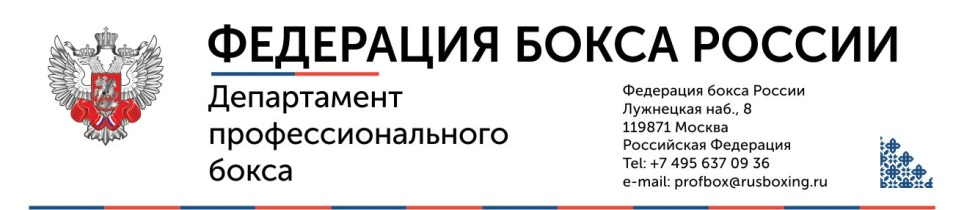 ФЕДЕРАЦИЯ БОКСА РОССИИ
Департамент
профессионального
бокса
Федерация бокса России
Лужнецкая наб., 8
119871 Москва
Российская Федерация
Tel: +7 495 637 09 36
e-mail: profbox@rusboxing.ru